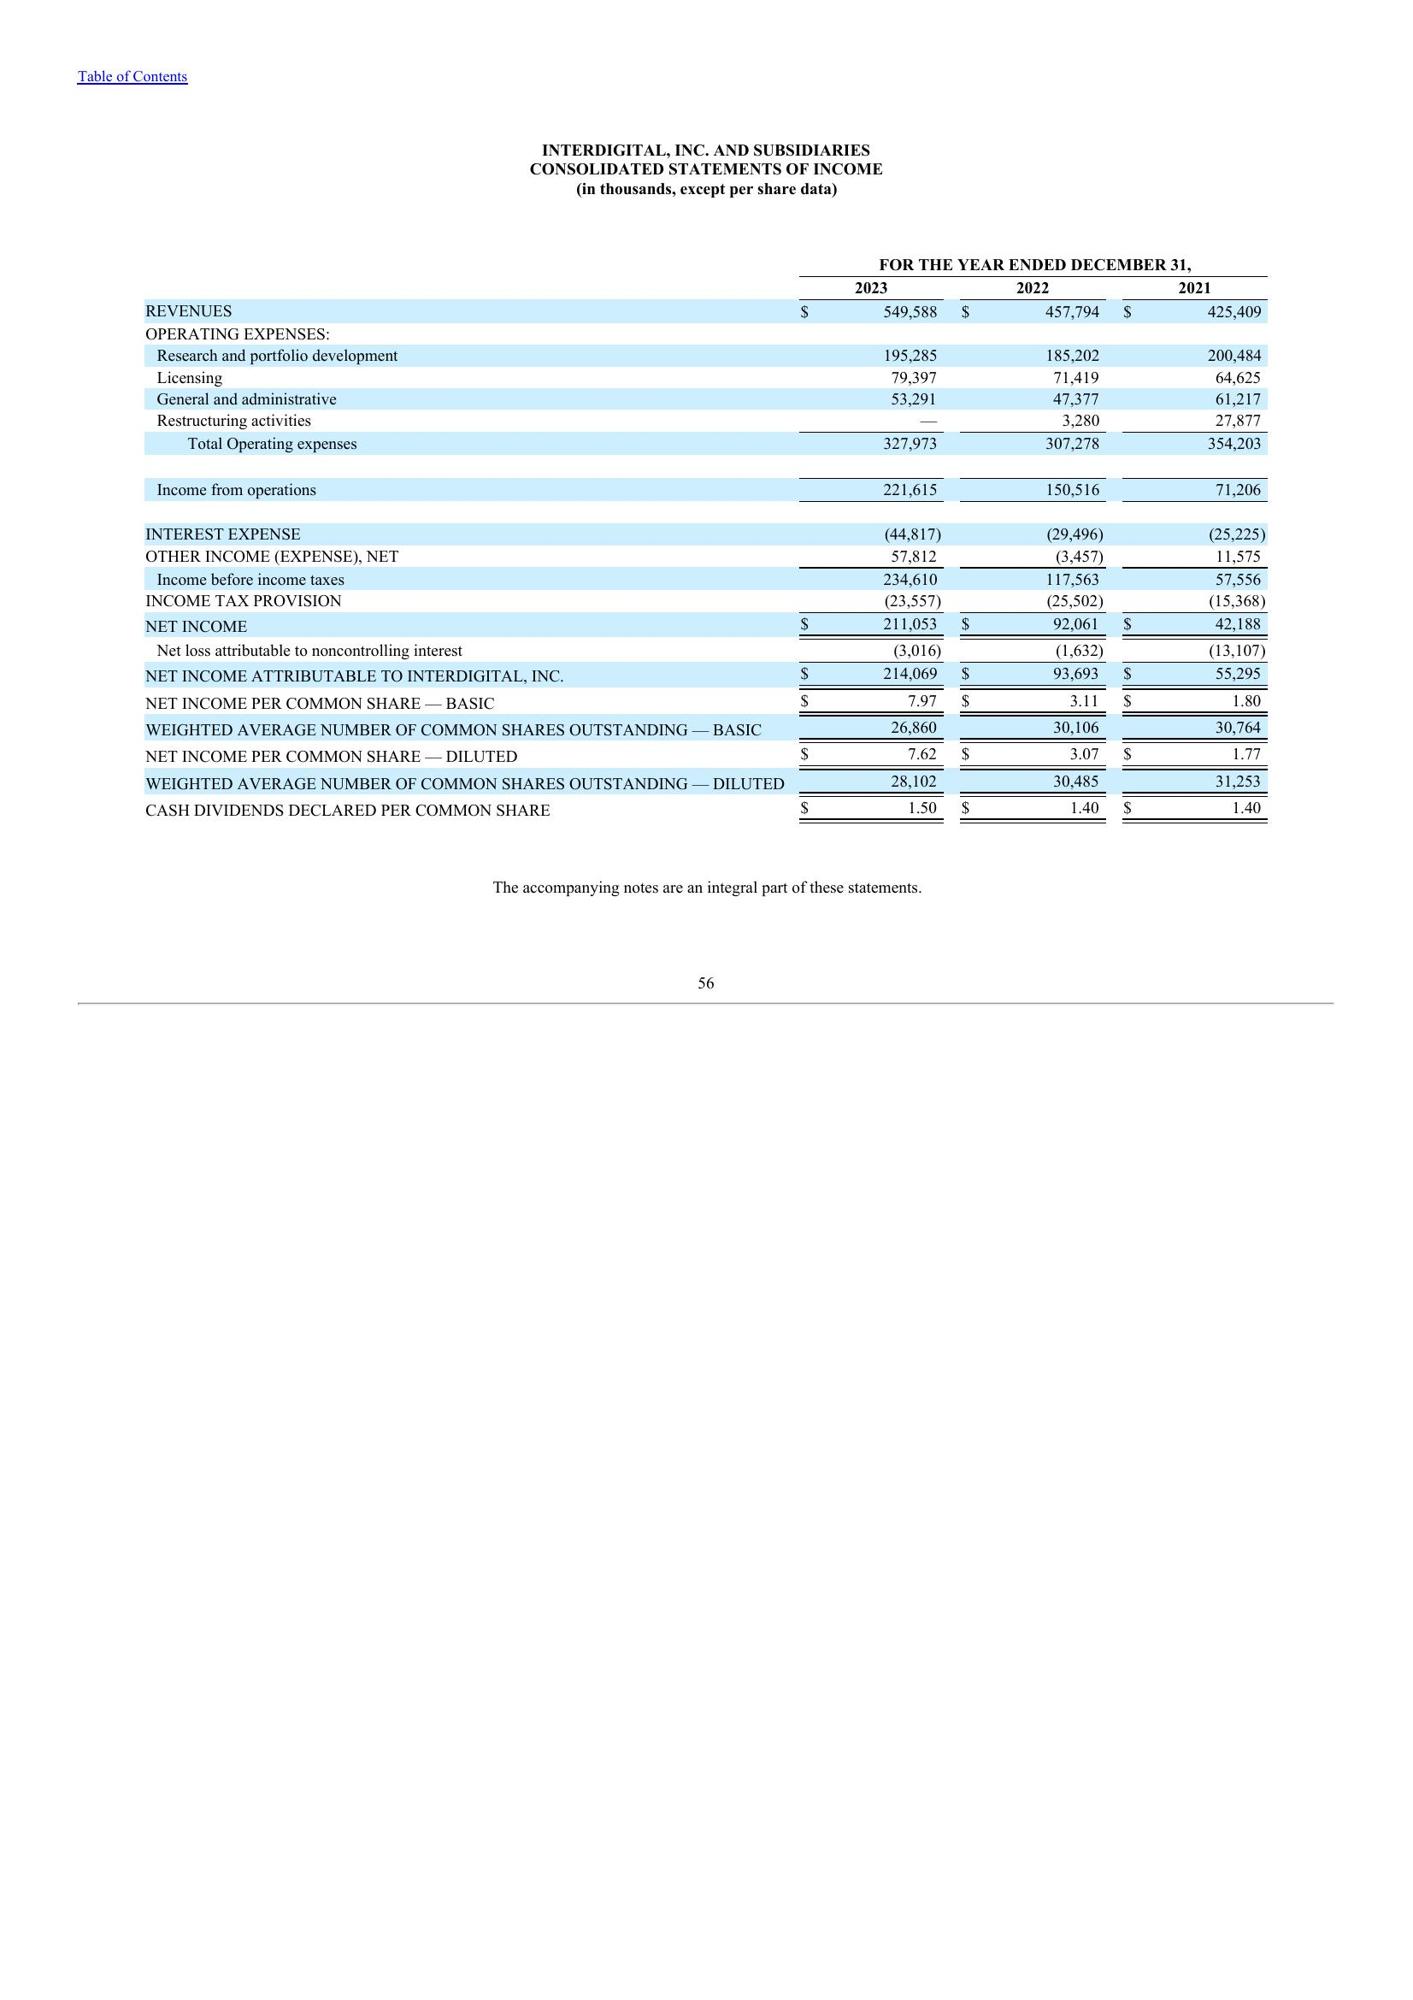 Table of Contents
INTERDIGITAL, INC. AND SUBSIDIARIES
CONSOLIDATED STATEMENTS OF INCOME
(in thousands, except per share data)
FOR THE YEAR ENDED DECEMBER 31,
2023 2022 2021
REVENUES $ 549,588 $ 457,794 $ 425,409
OPERATING EXPENSES:
Research and portfolio development 195,285 185,202 200,484
Licensing 79,397 71,419 64,625
General and administrative 53,291 47,377 61,217
Restructuring activities — 3,280 27,877
Total Operating expenses 327,973 307,278 354,203
Income from operations 221,615 150,516 71,206
INTEREST EXPENSE (44,817) (29,496) (25,225)
OTHER INCOME (EXPENSE), NET 57,812 (3,457) 11,575
Income before income taxes 234,610 117,563 57,556
INCOME TAX PROVISION (23,557) (25,502) (15,368)
NET INCOME $ 211,053 $ 92,061 $ 42,188
Net loss attributable to noncontrolling interest (3,016) (1,632) (13,107)
NET INCOME ATTRIBUTABLE TO INTERDIGITAL, INC. $ 214,069 $ 93,693 $ 55,295
NET INCOME PER COMMON SHARE — BASIC $ 7.97 $ 3.11 $ 1.80
WEIGHTED AVERAGE NUMBER OF COMMON SHARES OUTSTANDING — BASIC 26,860 30,106 30,764
NET INCOME PER COMMON SHARE — DILUTED $ 7.62 $ 3.07 $ 1.77
WEIGHTED AVERAGE NUMBER OF COMMON SHARES OUTSTANDING — DILUTED 28,102 30,485 31,253
CASH DIVIDENDS DECLARED PER COMMON SHARE $ 1.50 $ 1.40 $ 1.40
The accompanying notes are an integral part of these statements.
56